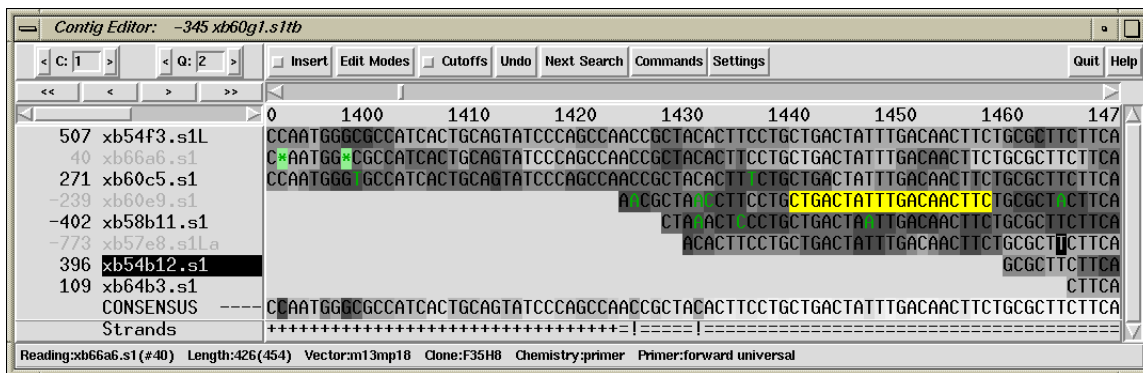 Contig Editor: -345 xb60g1.s1tb
< C: 1 > < Q: 2 > Insert Edit Modes Cutoffs Undo Next Search Commands Settings Quit Help
<< < > >>
0 1400 1410 1420 1430 1440 1450 1460 147
507 xb54f3.s1L CCAATGGGCGCCATCACTGCAGTATCCCAGCCAACCGCTACACTTCCTGCTGACTATTTGACAACTTCTGCGCTTCTTCA
40 xb66a6.s1 C*AATGG*CGCCATCACTGCAGTATCCCAGCCAACCGCTACACTTCCTGCTGACTATTTGACAACTTCTGCGCTTCTTCA
271 xb60c5.s1 CCAATGGGTGCCATCACTGCAGTATCCCAGCCAACCGCTACACTTTCTGCTGACTATTTGACAACTTCTGCGCTTCTTCA
-239 xb60e9.s1 AACGCTAACCTTCCTGCTGACTATTTGACAACTTCTGCGCTACTTCA
-402 xb58b11.s1 CTAAACTCCCTGCTGACTAATTGACAACTTCTGCGCTTCTTCA
-773 xb57e8.s1La ACACTTCCTGCTGACTATTTGACAACTTCTGCGCTTCTTCA
396 xb54b12.s1 GCGCTTCTTCA
109 xb64b3.s1 CTTCA
CONSENSUS ---- CCAATGGGCGCCATCACTGCAGTATCCCAGCCAACCGCTACACTTCCTGCTGACTATTTGACAACTTCTGCGCTTCTTCA
Strands +++++++++++++++++++++++++++++++++=!=====!=======================================
Reading:xb66a6.s1(#40) Length:426(454) Vector:m13mp18 Clone:F35H8 Chemistry:primer Primer:forward universal